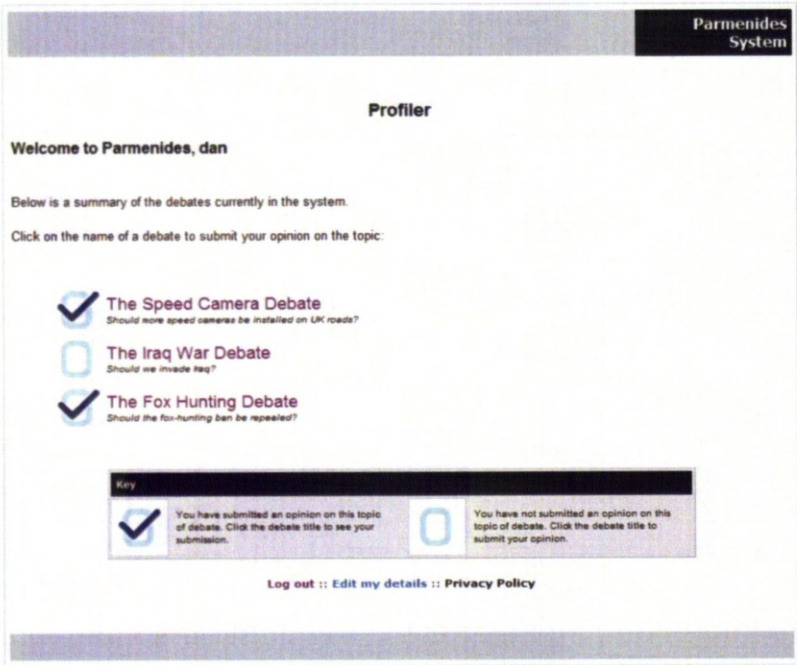 Parmenides
System
Profiler
Welcome to Parmenides, dan
Below is a summary of the debates currently in the system.
Click on the name of a debate to submit your opinion on the topic:
The Speed Camera Debate
Should more speed cameras be installed on UK roads?
The Iraq War Debate
Should we invade Iraq?
The Fox Hunting Debate
Should the fox-hunting ban be repealed?
Key
You have submitted an opinion on this topic
of debate. Click the debate title to see your
submission.
You have not submitted an opinion on this
topic of debate. Click the debate title to
submit your opinion.
Log out :: Edit my details :: Privacy Policy